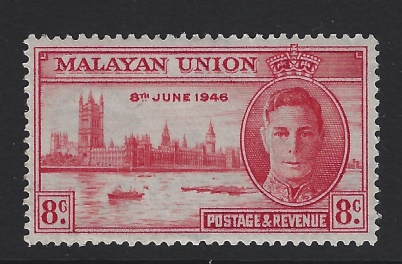 MALAYAN UNION
8TH JUNE 1946
8c.
POSTAGE & REVENUE
8c.